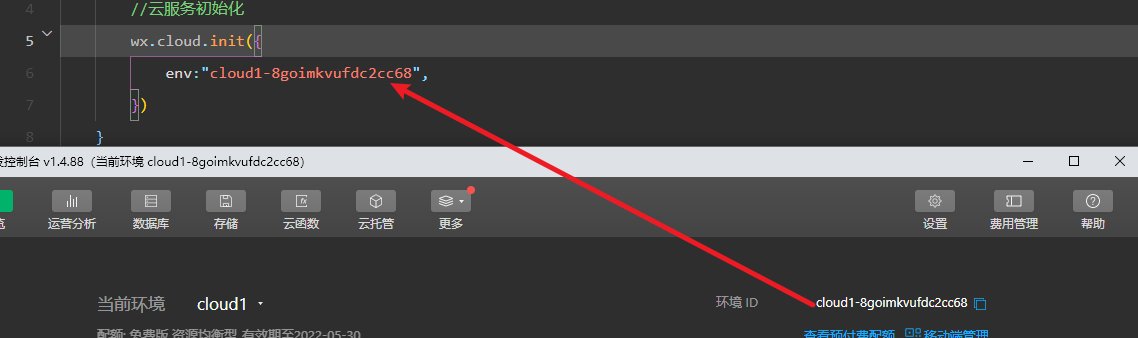 4 //云服务初始化
5 wx.cloud.init({
6 env:"cloud1-8goimkvufdc2cc68",
7 })
8 }
控制台 v1.4.88（当前环境 cloud1-8goimkvufdc2cc68）
运营分析 数据库 存储 云函数 云托管 更多 设置 费用管理 帮助
当前环境 cloud1 环境 ID cloud1-8goimkvufdc2cc68
配额: 免费版 资源均衡型 有效期至2022-05-30 查看预付费配额 移动端管理